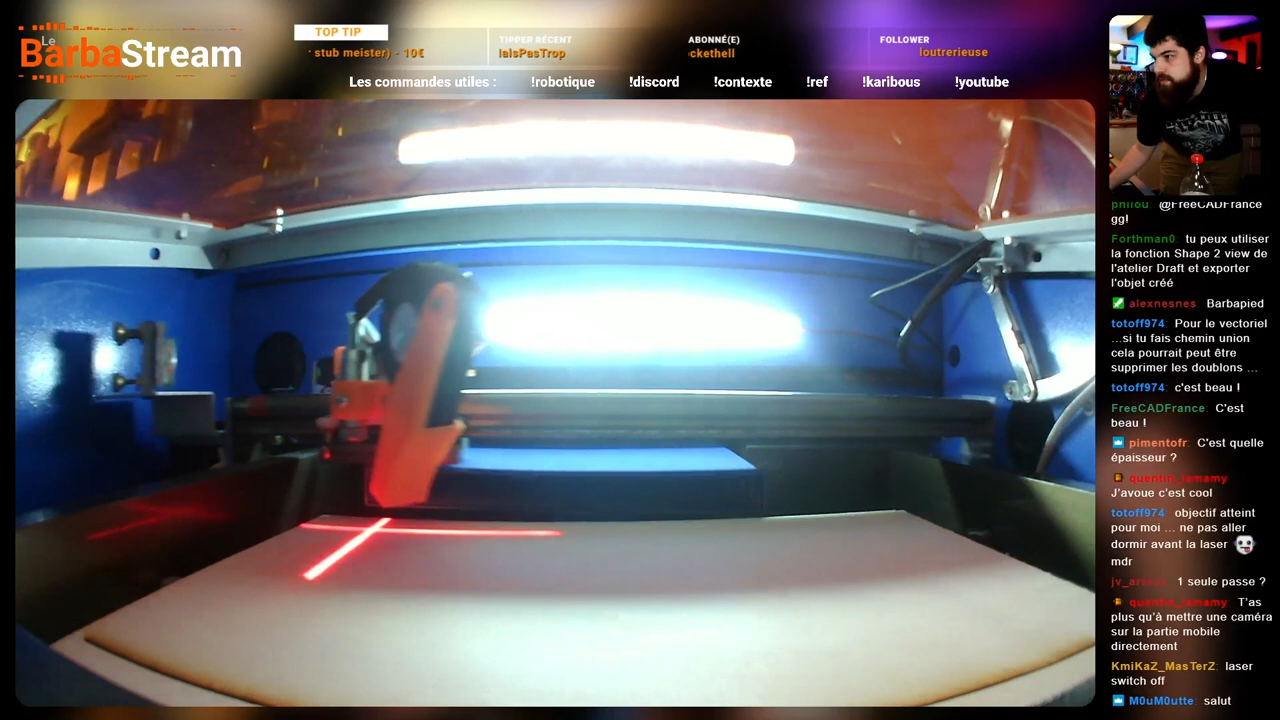 Le
BarbaStream
TOP TIP
stub meister) - 10€
TIPPER RÉCENT
laisPasTrop
ABONNÉ(E)
ckethell
FOLLOWER
loutrerieuse
Les commandes utiles : !robotique !discord !contexte !ref !karibous !youtube
@FreeCADFrance
gg!
Forthman0: tu peux utiliser
la fonction Shape 2 view de
l'atelier Draft et exporter
l'objet créé
alexnesnes: Barbapied
totoff974: Pour le vectoriel
...si tu fais chemin union
cela pourrait peut être
supprimer les doublons ...
totoff974: c'est beau !
FreeCADFrance: C'est
beau !
pimentofr: C'est quelle
épaisseur ?
J'avoue c'est cool
totoff974: objectif atteint
pour moi ... ne pas aller
dormir avant la laser
mdr
1 seule passe ?
T'as
plus qu'à mettre une caméra
sur la partie mobile
directement
KmiKaZ_MasTerZ: laser
switch off
M0uM0utte: salut